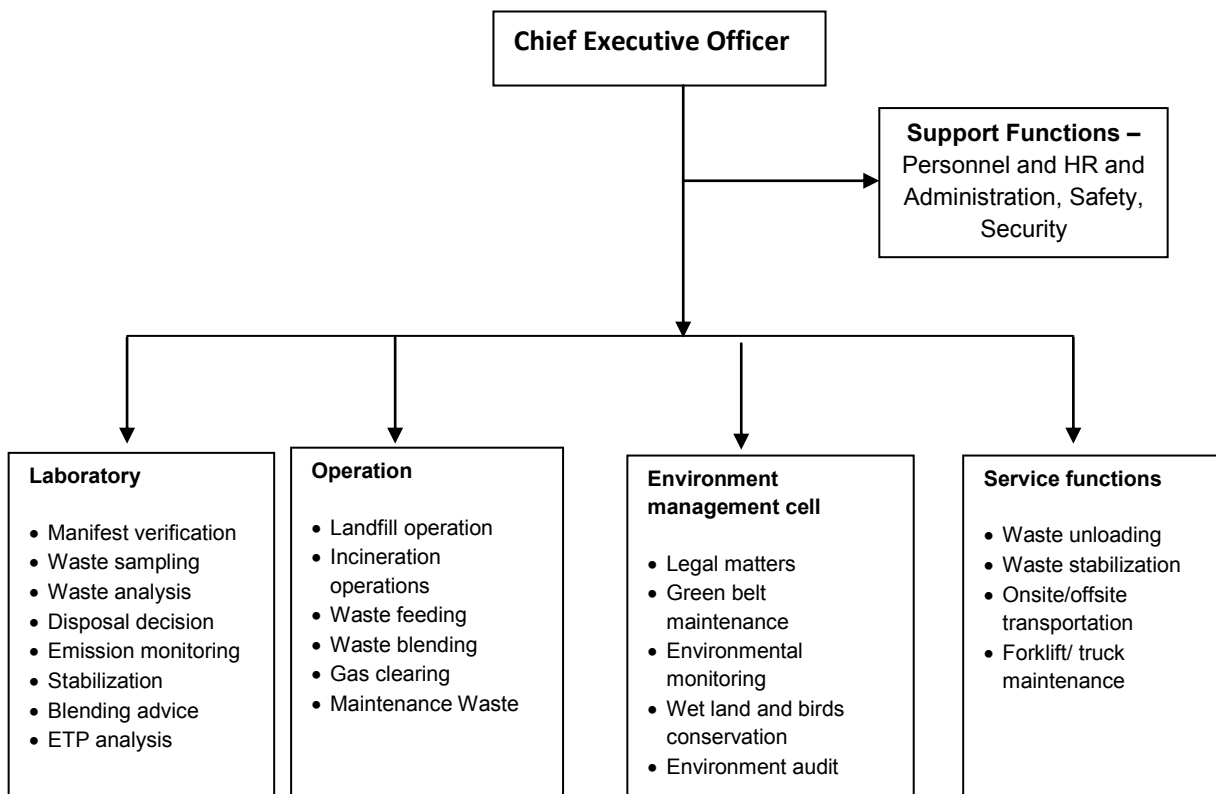 Chief Executive Officer
Support Functions –
Personnel and HR and
Administration, Safety,
Security
Laboratory
• Manifest verification
• Waste sampling
• Waste analysis
• Disposal decision
• Emission monitoring
• Stabilization
• Blending advice
• ETP analysis
Operation
• Landfill operation
• Incineration
operations
• Waste feeding
• Waste blending
• Gas clearing
• Maintenance Waste
Environment
management cell
• Legal matters
• Green belt
maintenance
• Environmental
monitoring
• Wet land and birds
conservation
• Environment audit
Service functions
• Waste unloading
• Waste stabilization
• Onsite/offsite
transportation
• Forklift/ truck
maintenance